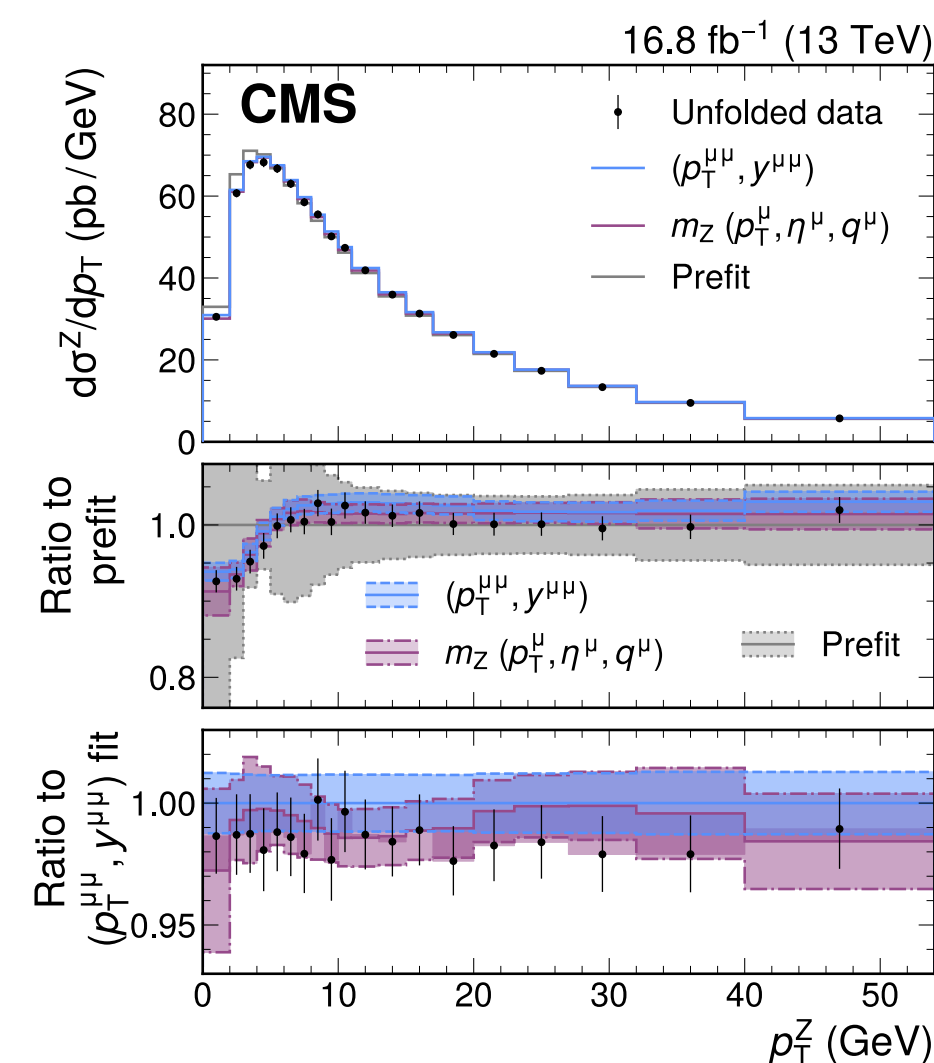 16.8 fb⁻¹ (13 TeV)
CMS
dσᶻ/dp_T (pb/GeV)
80
60
40
20
0
Unfolded data
(p_T^μμ, y^μμ)
m_Z (p_T^μ, η^μ, q^μ)
Prefit
Ratio to
prefit
1.0
0.8
(p_T^μμ, y^μμ)
m_Z (p_T^μ, η^μ, q^μ)
Prefit
Ratio to
(p_T^μμ, y^μμ) fit
1.00
0.95
0 10 20 30 40 50
p_T^Z (GeV)